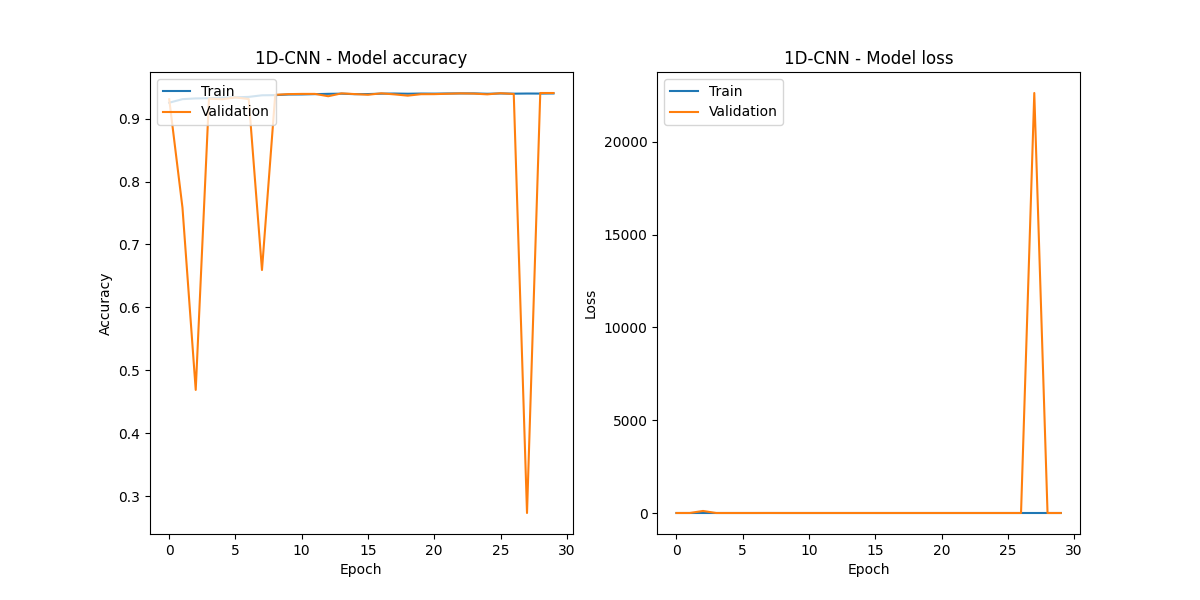 1D-CNN - Model accuracy
Train
Validation
0.9
0.8
0.7
0.6
0.5
0.4
0.3
Accuracy
0 5 10 15 20 25 30
Epoch
1D-CNN - Model loss
Train
Validation
20000
15000
10000
5000
0
Loss
0 5 10 15 20 25 30
Epoch